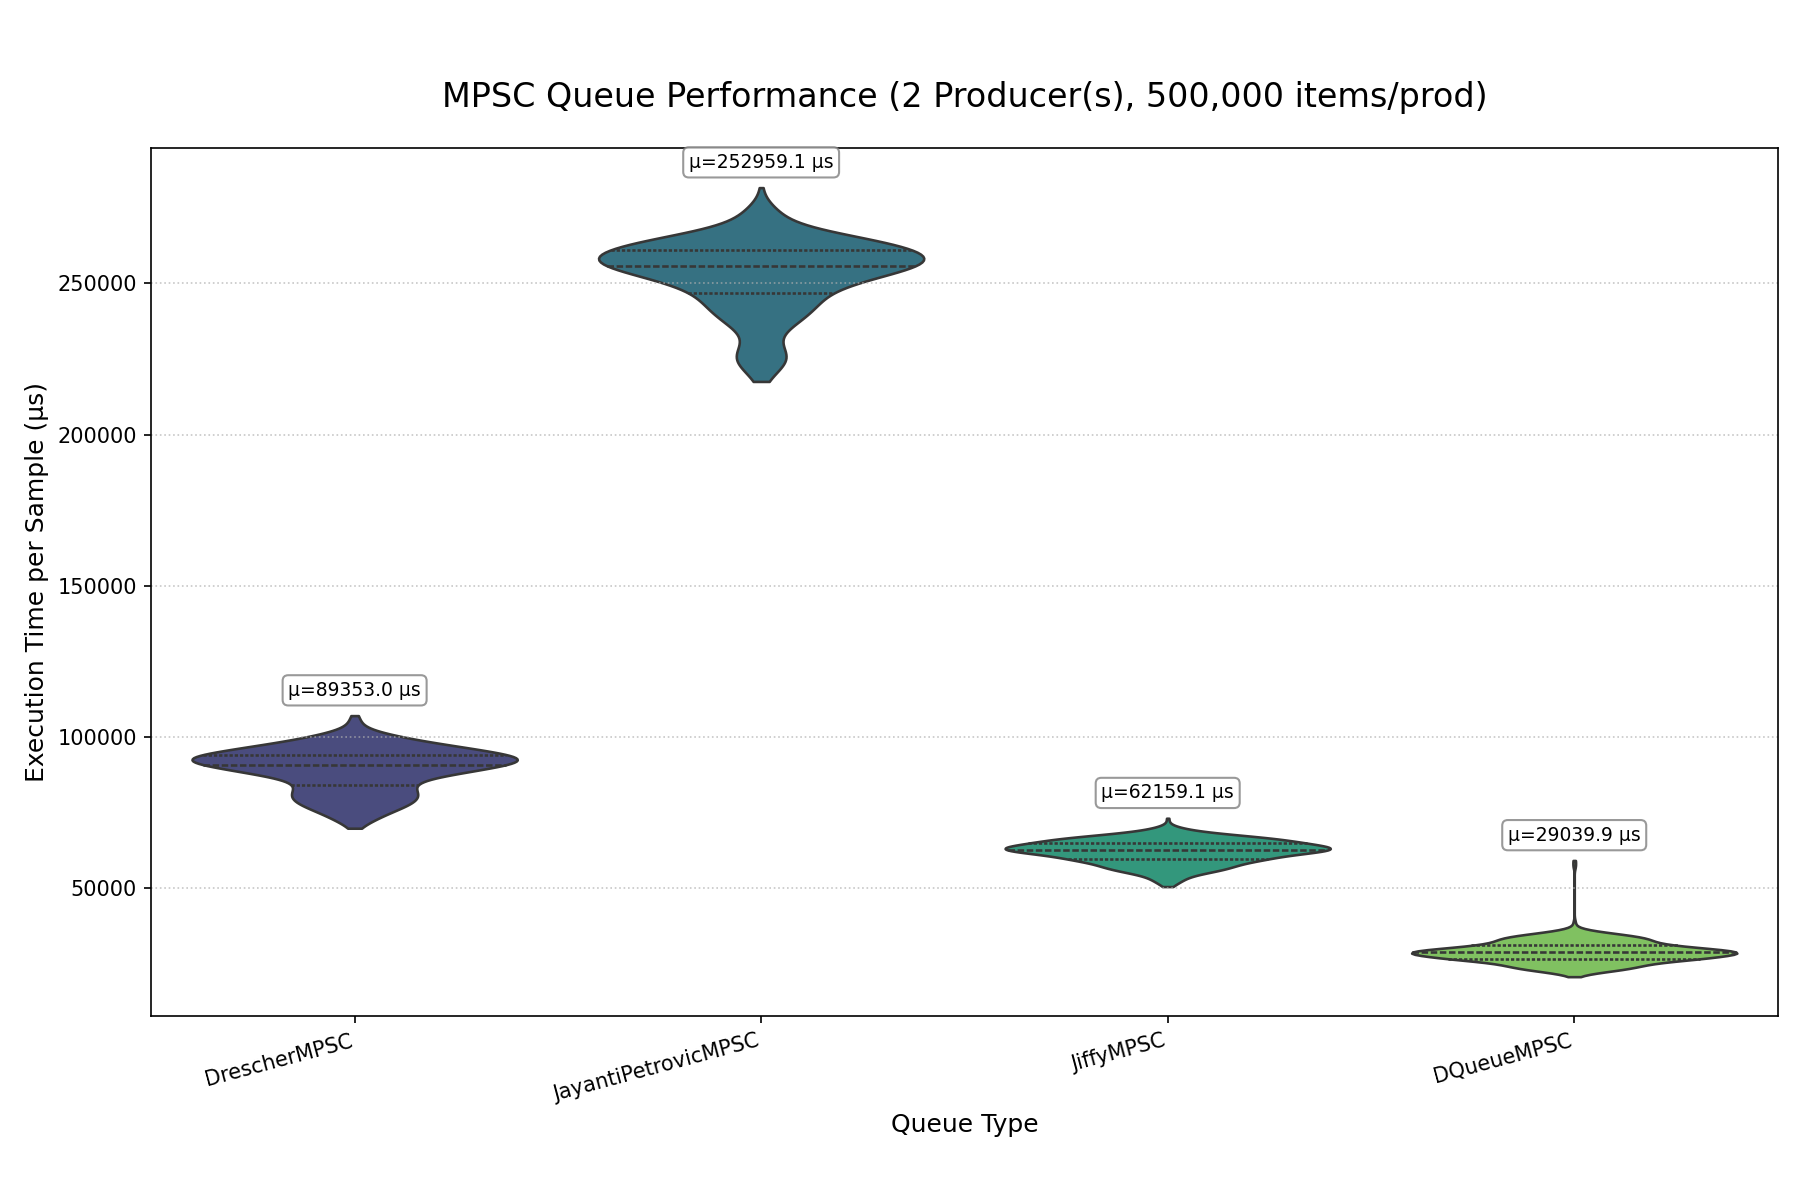 MPSC Queue Performance (2 Producer(s), 500,000 items/prod)
μ=252959.1 μs
μ=89353.0 μs
μ=62159.1 μs
μ=29039.9 μs
Execution Time per Sample (μs)
250000
200000
150000
100000
50000
DrescherMPSC
JayantiPetrovicMPSC
JiffyMPSC
DQueueMPSC
Queue Type